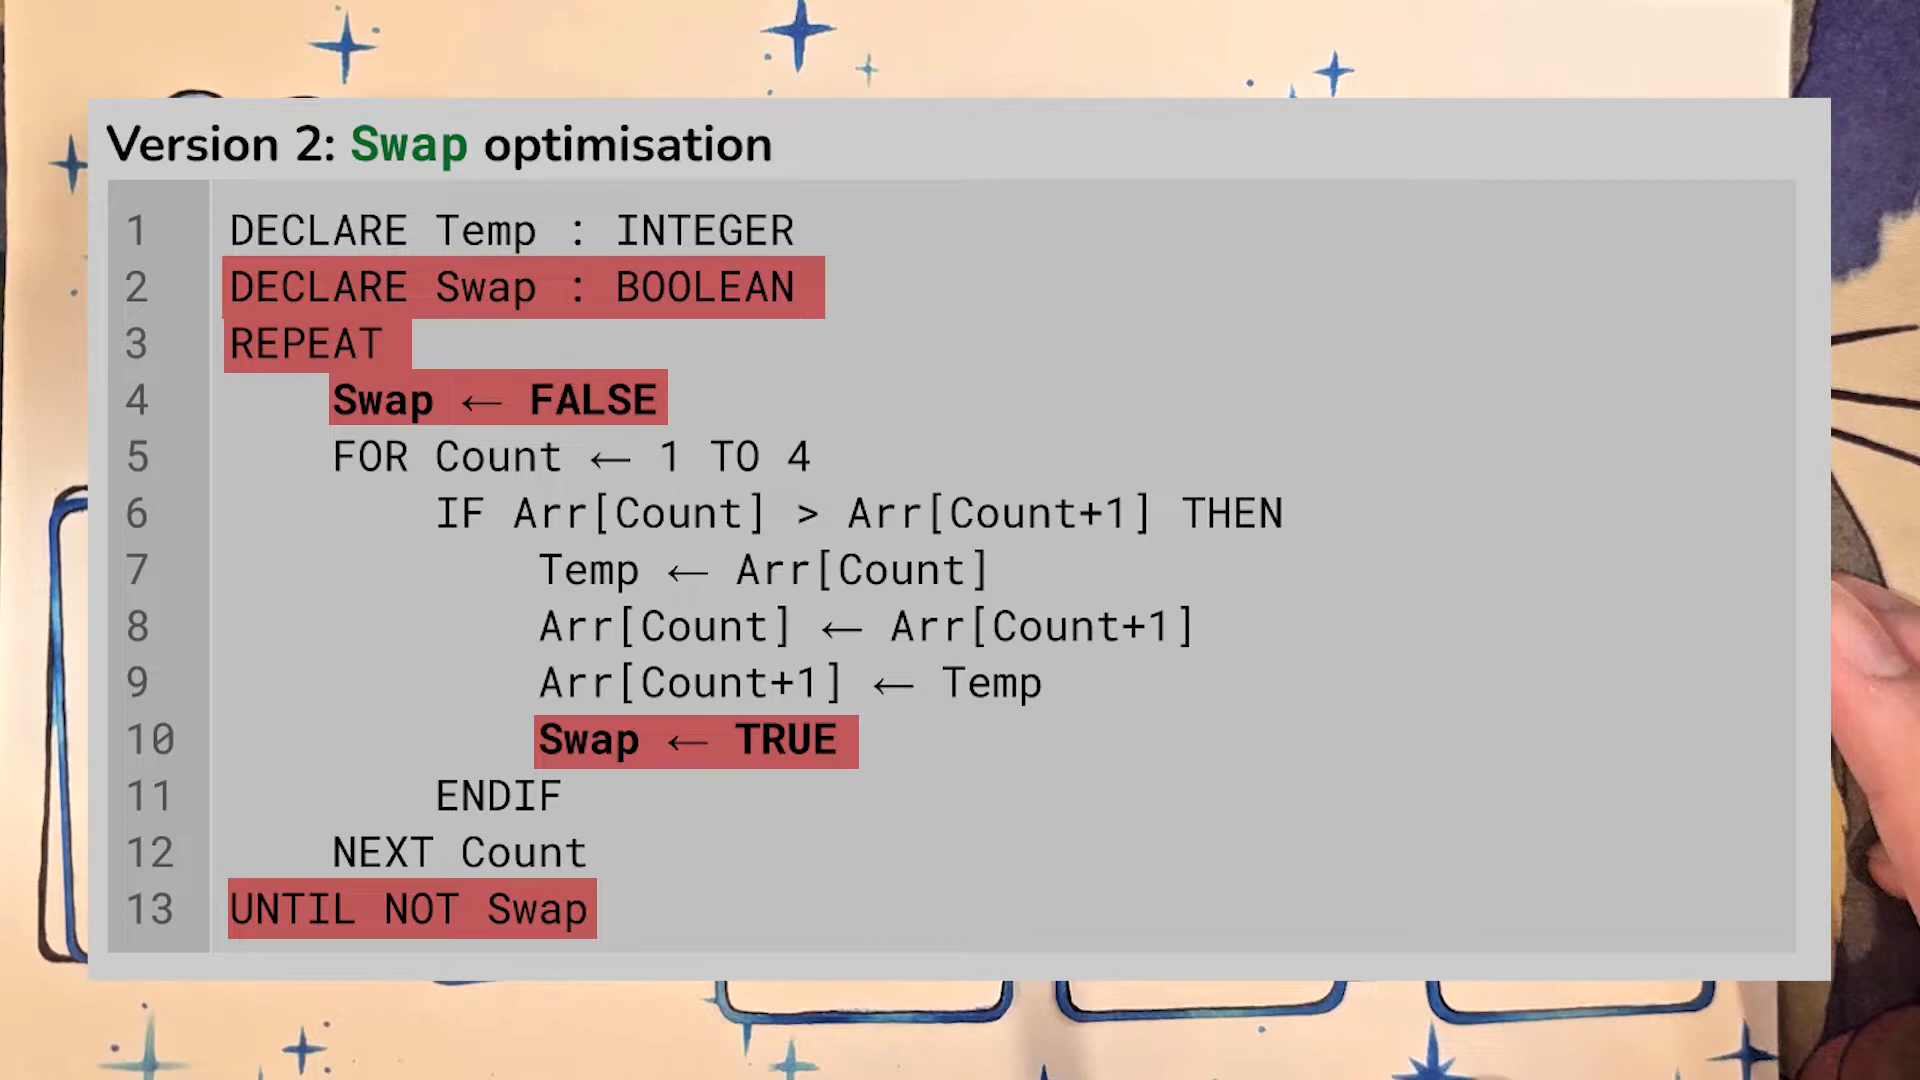 Version 2: Swap optimisation
1 DECLARE Temp : INTEGER
2 DECLARE Swap : BOOLEAN
3 REPEAT
4 Swap ← FALSE
5 FOR Count ← 1 TO 4
6 IF Arr[Count] > Arr[Count+1] THEN
7 Temp ← Arr[Count]
8 Arr[Count] ← Arr[Count+1]
9 Arr[Count+1] ← Temp
10 Swap ← TRUE
11 ENDIF
12 NEXT Count
13 UNTIL NOT Swap